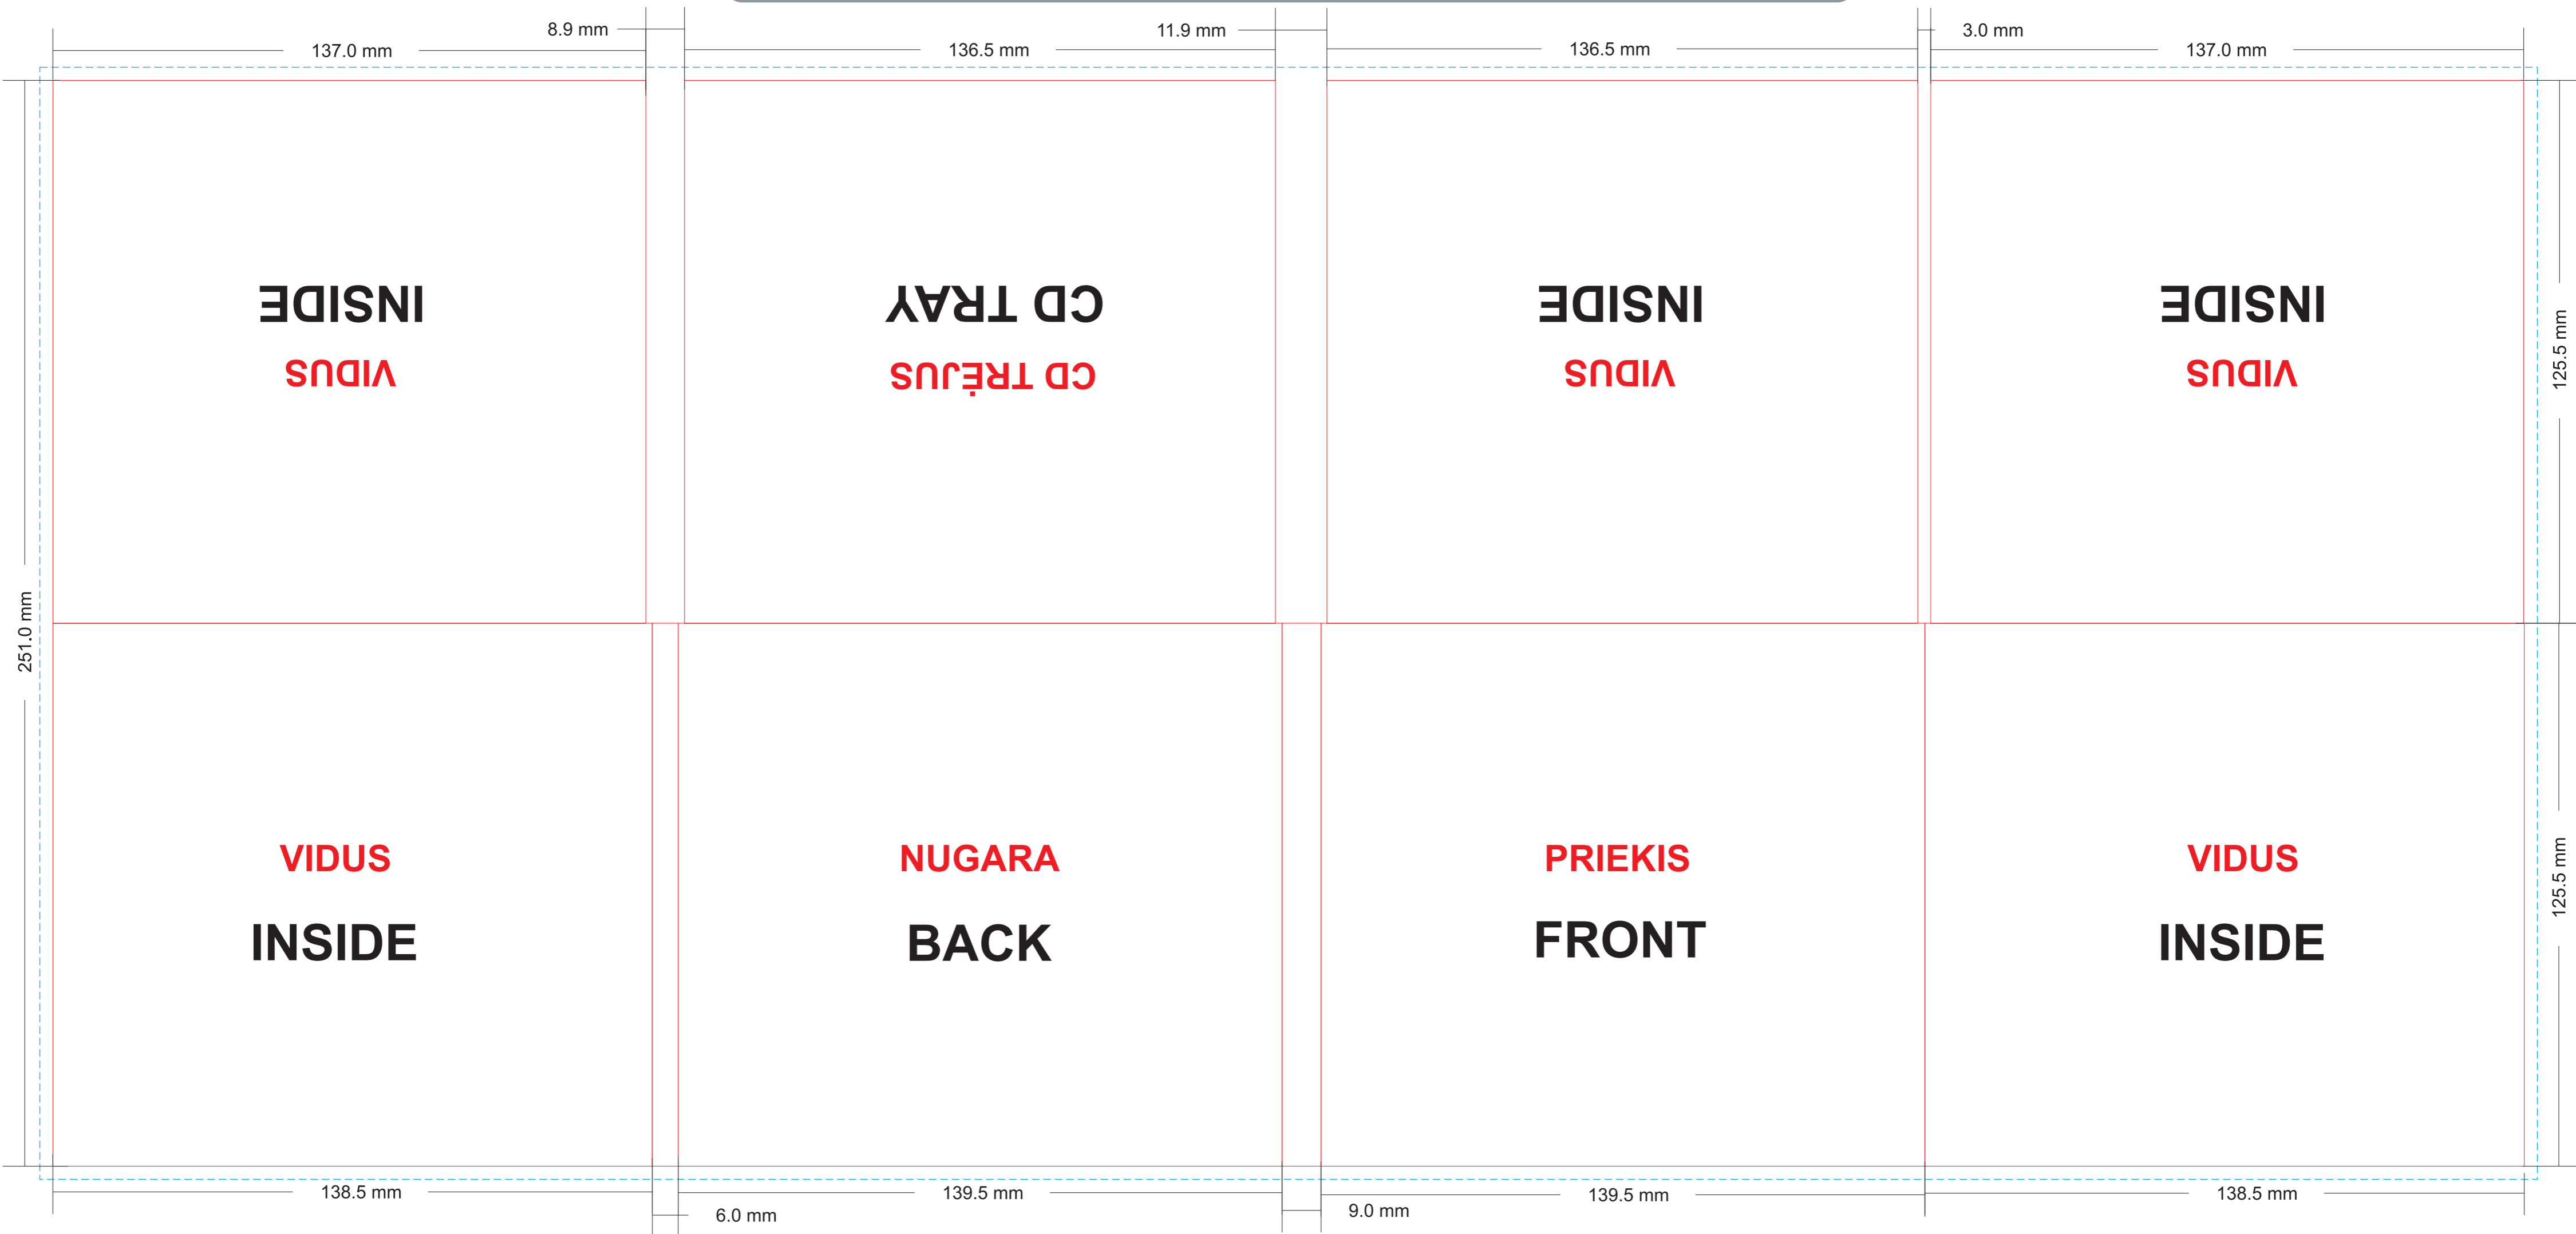 8.9 mm
11.9 mm
3.0 mm
137.0 mm
136.5 mm
136.5 mm
137.0 mm
INSIDE
CD TRAY
INSIDE
INSIDE
VIDUS
CD TRĖJUS
VIDUS
VIDUS
125.5 mm
251.0 mm
VIDUS
NUGARA
PRIEKIS
VIDUS
INSIDE
BACK
FRONT
INSIDE
125.5 mm
138.5 mm
139.5 mm
139.5 mm
138.5 mm
6.0 mm
9.0 mm